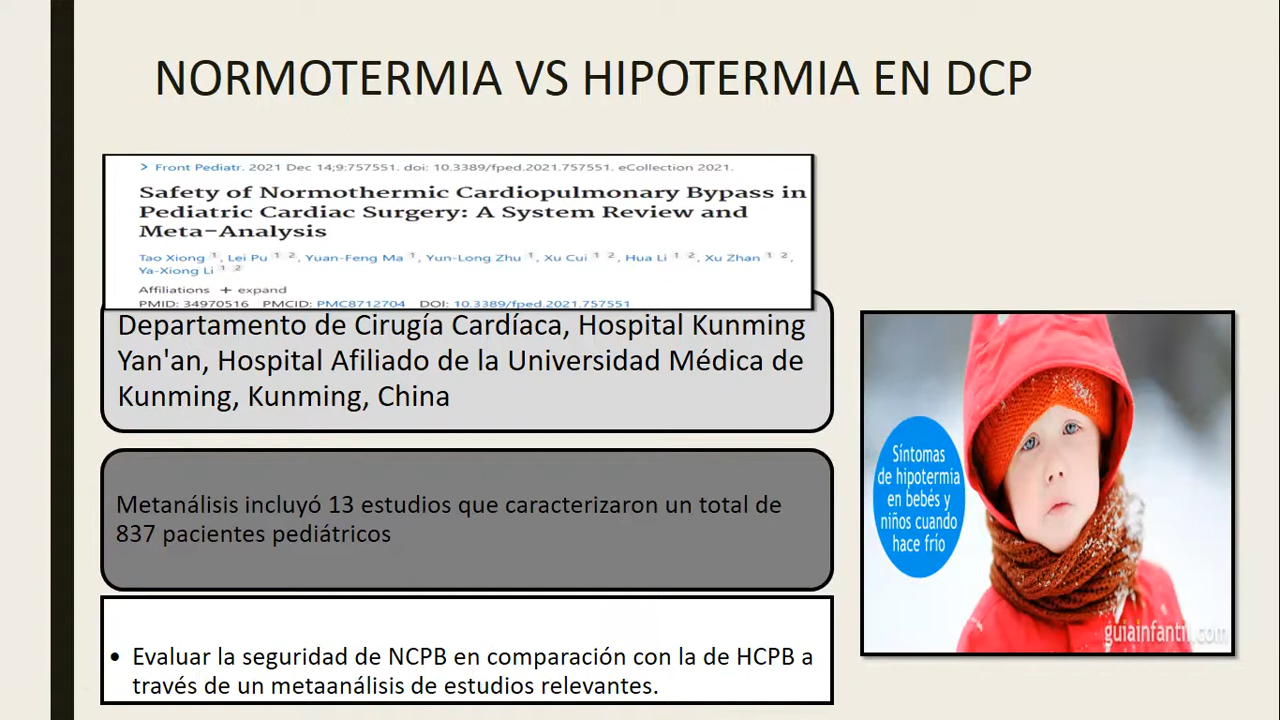 NORMOTERMIA VS HIPOTERMIA EN DCP
> Front Pediatr. 2021 Dec 14;9:757551. doi: 10.3389/fped.2021.757551. eCollection 2021.
Safety of Normothermic Cardiopulmonary Bypass in
Pediatric Cardiac Surgery: A System Review and
Meta-Analysis
Tao Xiong 1, Lei Pu 1 2, Yuan-Feng Ma 1, Yun-Long Zhu 1, Xu Cui 1 2, Hua Li 1 2, Xu Zhan 1 2,
Ya-Xiong Li 1 2
Affiliations + expand
PMID: 34970516 PMCID: PMC8712704 DOI: 10.3389/fped.2021.757551
Departamento de Cirugía Cardíaca, Hospital Kunming
Yan'an, Hospital Afiliado de la Universidad Médica de
Kunming, Kunming, China
Metanálisis incluyó 13 estudios que caracterizaron un total de
837 pacientes pediátricos
• Evaluar la seguridad de NCPB en comparación con la de HCPB a
través de un metaanálisis de estudios relevantes.
Síntomas
de hipotermia
en bebés y
niños cuando
hace frío
guiainfantil.com